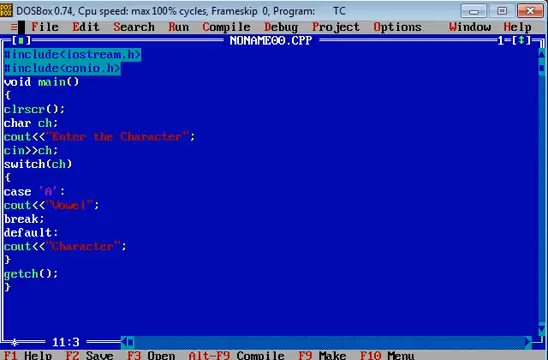 DOSBox 0.74, Cpu speed: max 100% cycles, Frameskip 0, Program: TC
≡ File Edit Search Run Compile Debug Project Options Window Help
[■] NONAME00.CPP 1=[↕]
#include<iostream.h>
#include<conio.h>
void main()
{
clrscr();
char ch;
cout<<"Enter the Character";
cin>>ch;
switch(ch)
{
case 'A':
cout<<"Vowel";
break;
default:
cout<<"Character";
}
getch();
}
* 11:3
F1 Help F2 Save F3 Open Alt-F9 Compile F9 Make F10 Menu